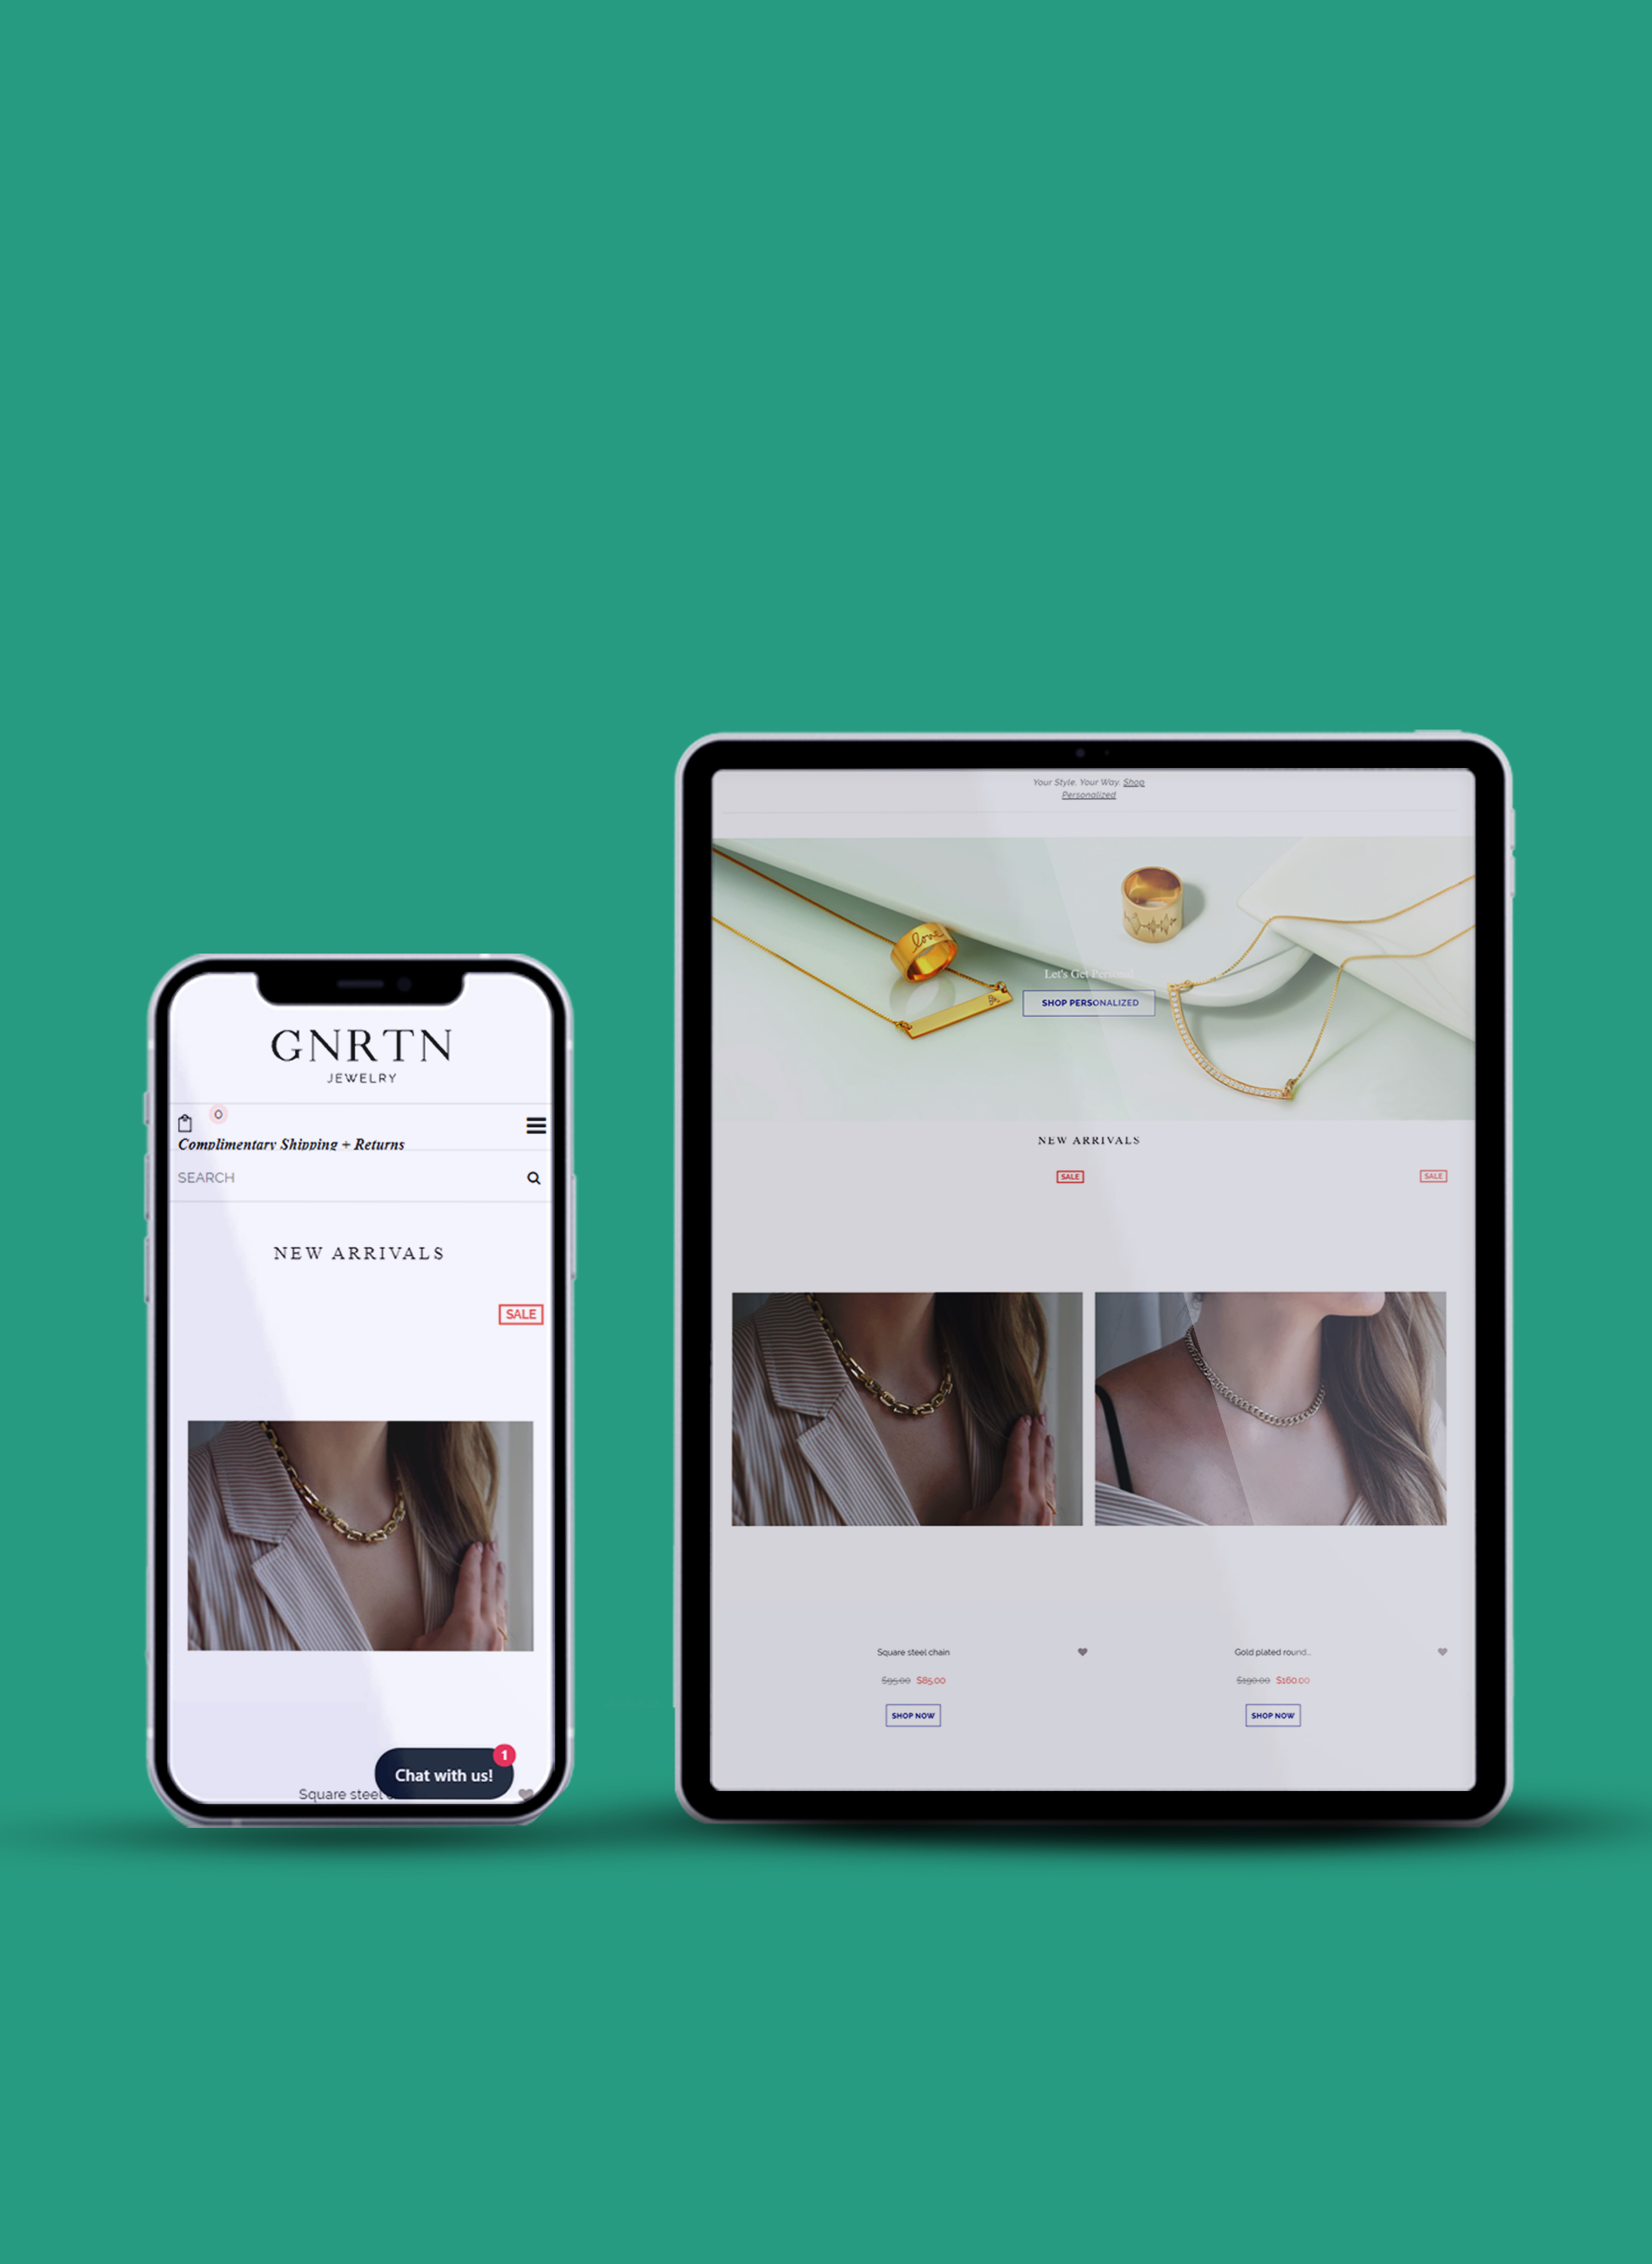 GNRTN
JEWELRY
0
Complimentary Shipping + Returns
SEARCH
NEW ARRIVALS
SALE
Chat with us!
1
Square steel
Your Style. Your Way. Shop
Personalized
love
Let's Get Personal
SHOP PERSONALIZED
NEW ARRIVALS
SALE
SALE
Square steel chain
$95.00 $85.00
SHOP NOW
Gold plated round...
$190.00 $160.00
SHOP NOW